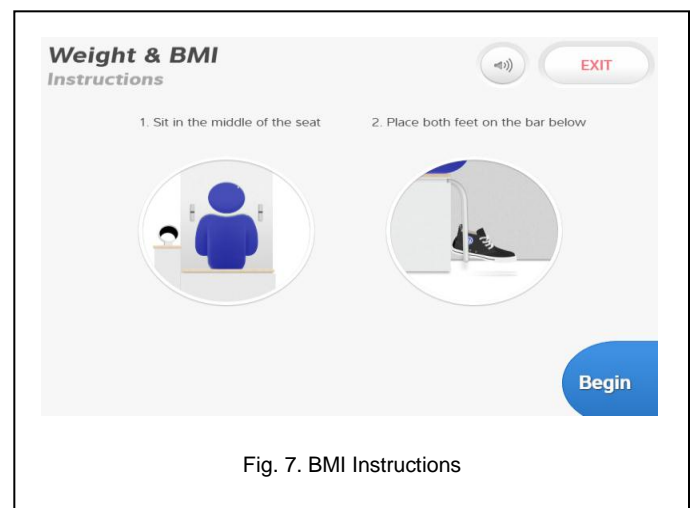 Weight & BMI
Instructions
EXIT
1. Sit in the middle of the seat
2. Place both feet on the bar below
Begin
Fig. 7. BMI Instructions